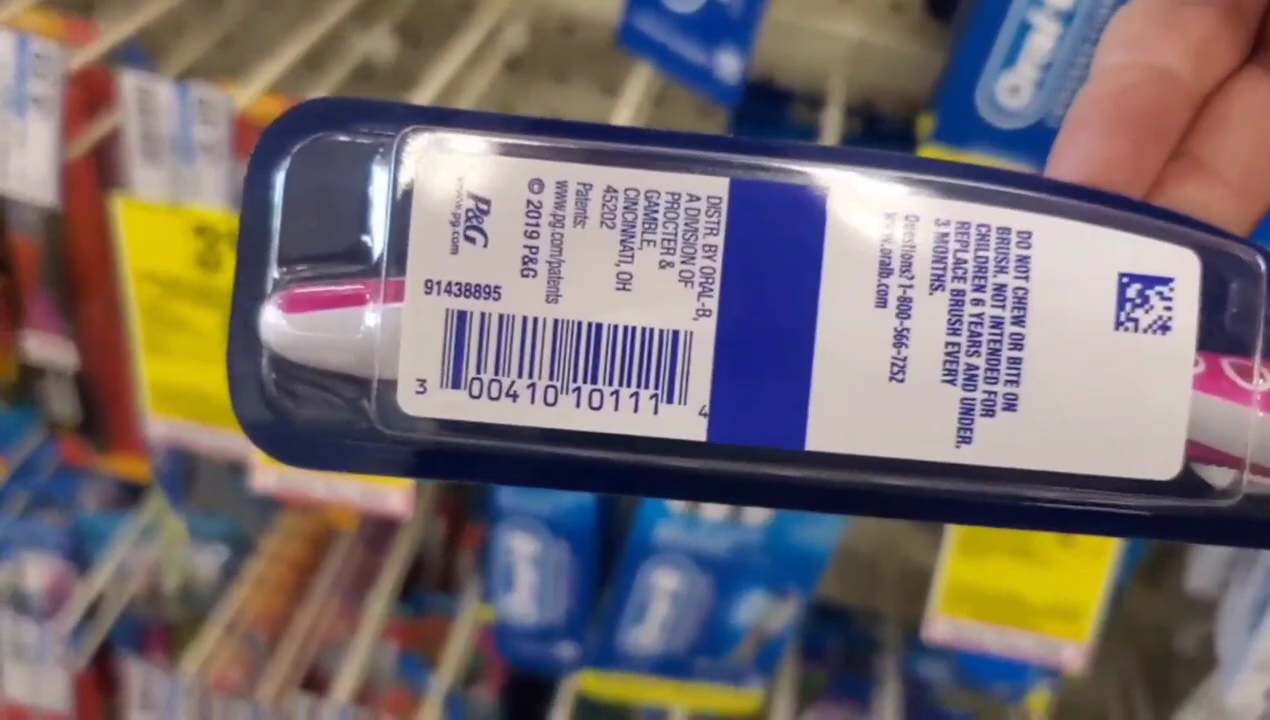 DISTR. BY ORAL-B,
A DIVISION OF
PROCTER &
GAMBLE,
CINCINNATI, OH
45202
Patents:
www.pg.com/patents
© 2019 P&G
P&G
www.pg.com
91438895
3 00410 10111 4
DO NOT CHEW OR BITE ON
BRUSH. NOT INTENDED FOR
CHILDREN 6 YEARS AND UNDER.
REPLACE BRUSH EVERY
3 MONTHS.
Questions? 1-800-566-7252
www.oralb.com
Oral-B